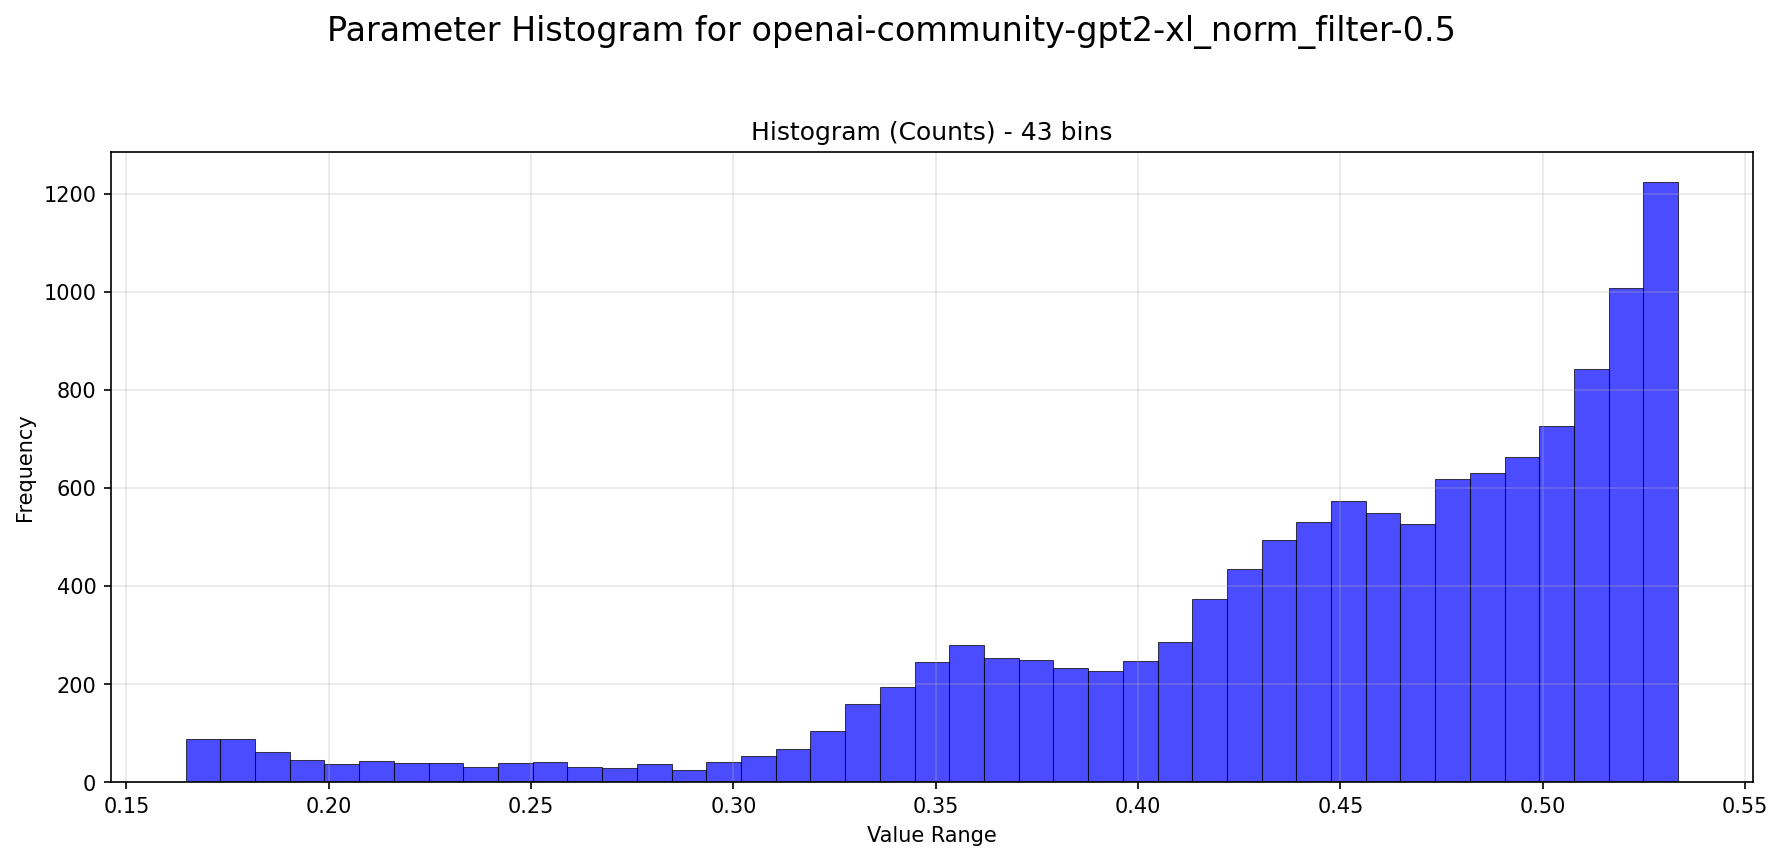 Parameter Histogram for openai-community-gpt2-xl_norm_filter-0.5
Histogram (Counts) - 43 bins
1200
1000
800
600
400
200
0
Frequency
0.15 0.20 0.25 0.30 0.35 0.40 0.45 0.50 0.55
Value Range